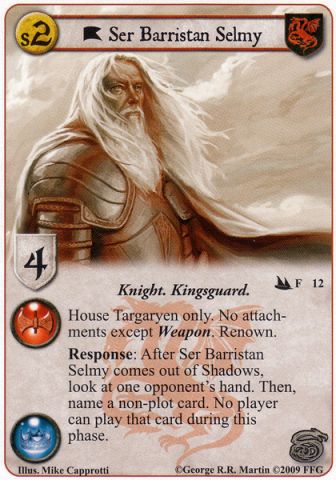 s2 Ser Barristan Selmy
4
Knight. Kingsguard.
F 12
House Targaryen only. No attach-
ments except Weapon. Renown.
Response: After Ser Barristan
Selmy comes out of Shadows,
look at one opponent's hand. Then,
name a non-plot card. No player
can play that card during this
phase.
Illus. Mike Capprotti ©George R.R. Martin ©2009 FFG